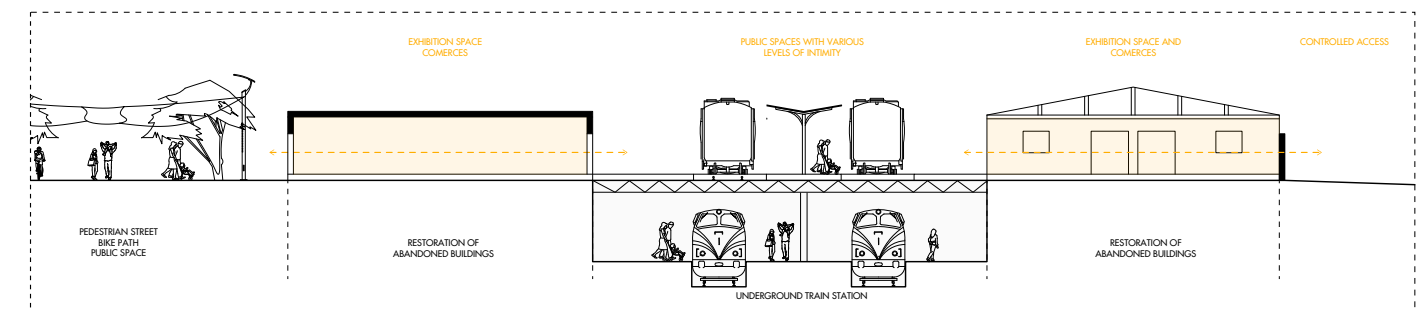 EXHIBITION SPACE
COMERCES
PUBLIC SPACES WITH VARIOUS
LEVELS OF INTIMITY
EXHIBITION SPACE AND
COMERCES
CONTROLLED ACCESS
PEDESTRIAN STREET
BIKE PATH
PUBLIC SPACE
RESTORATION OF
ABANDONED BUILDINGS
UNDERGROUND TRAIN STATION
RESTORATION OF
ABANDONED BUILDINGS